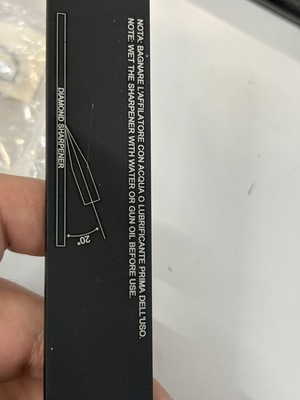 NOTA: BAGNARE L'AFFILATORE CON ACQUA O LUBRIFICANTE PRIMA DELL'USO.
NOTE: WET THE SHARPENER WITH WATER OR GUN OIL BEFORE USE.
20°
DIAMOND SHARPENER